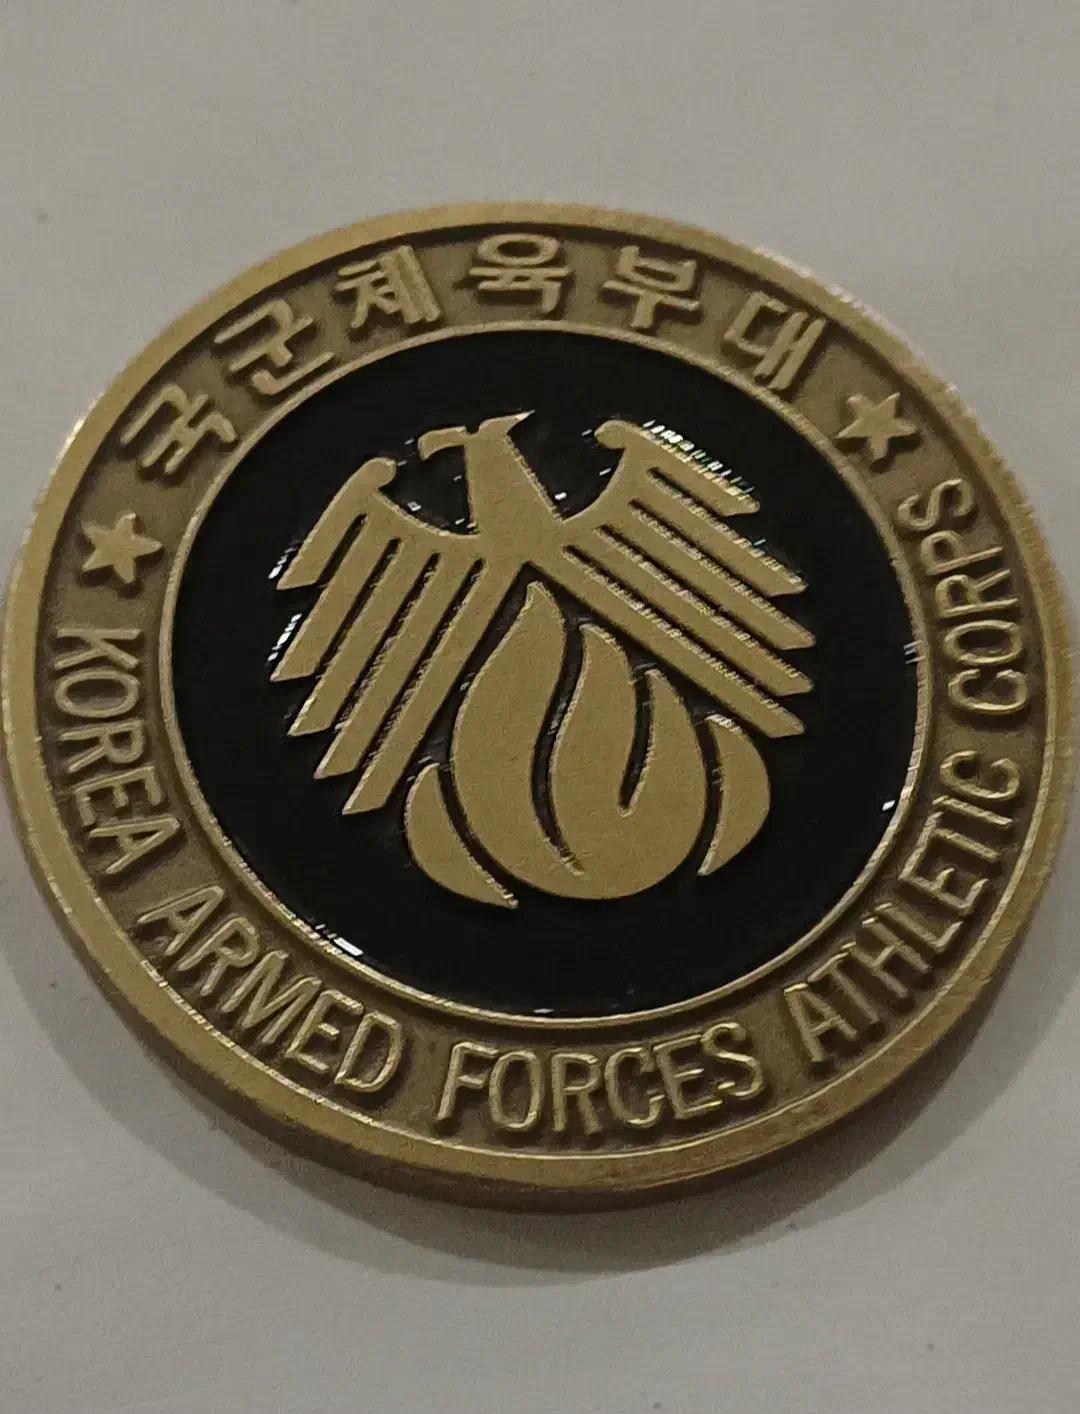 국군체육부대
KOREA ARMED FORCES ATHLETIC CORPS